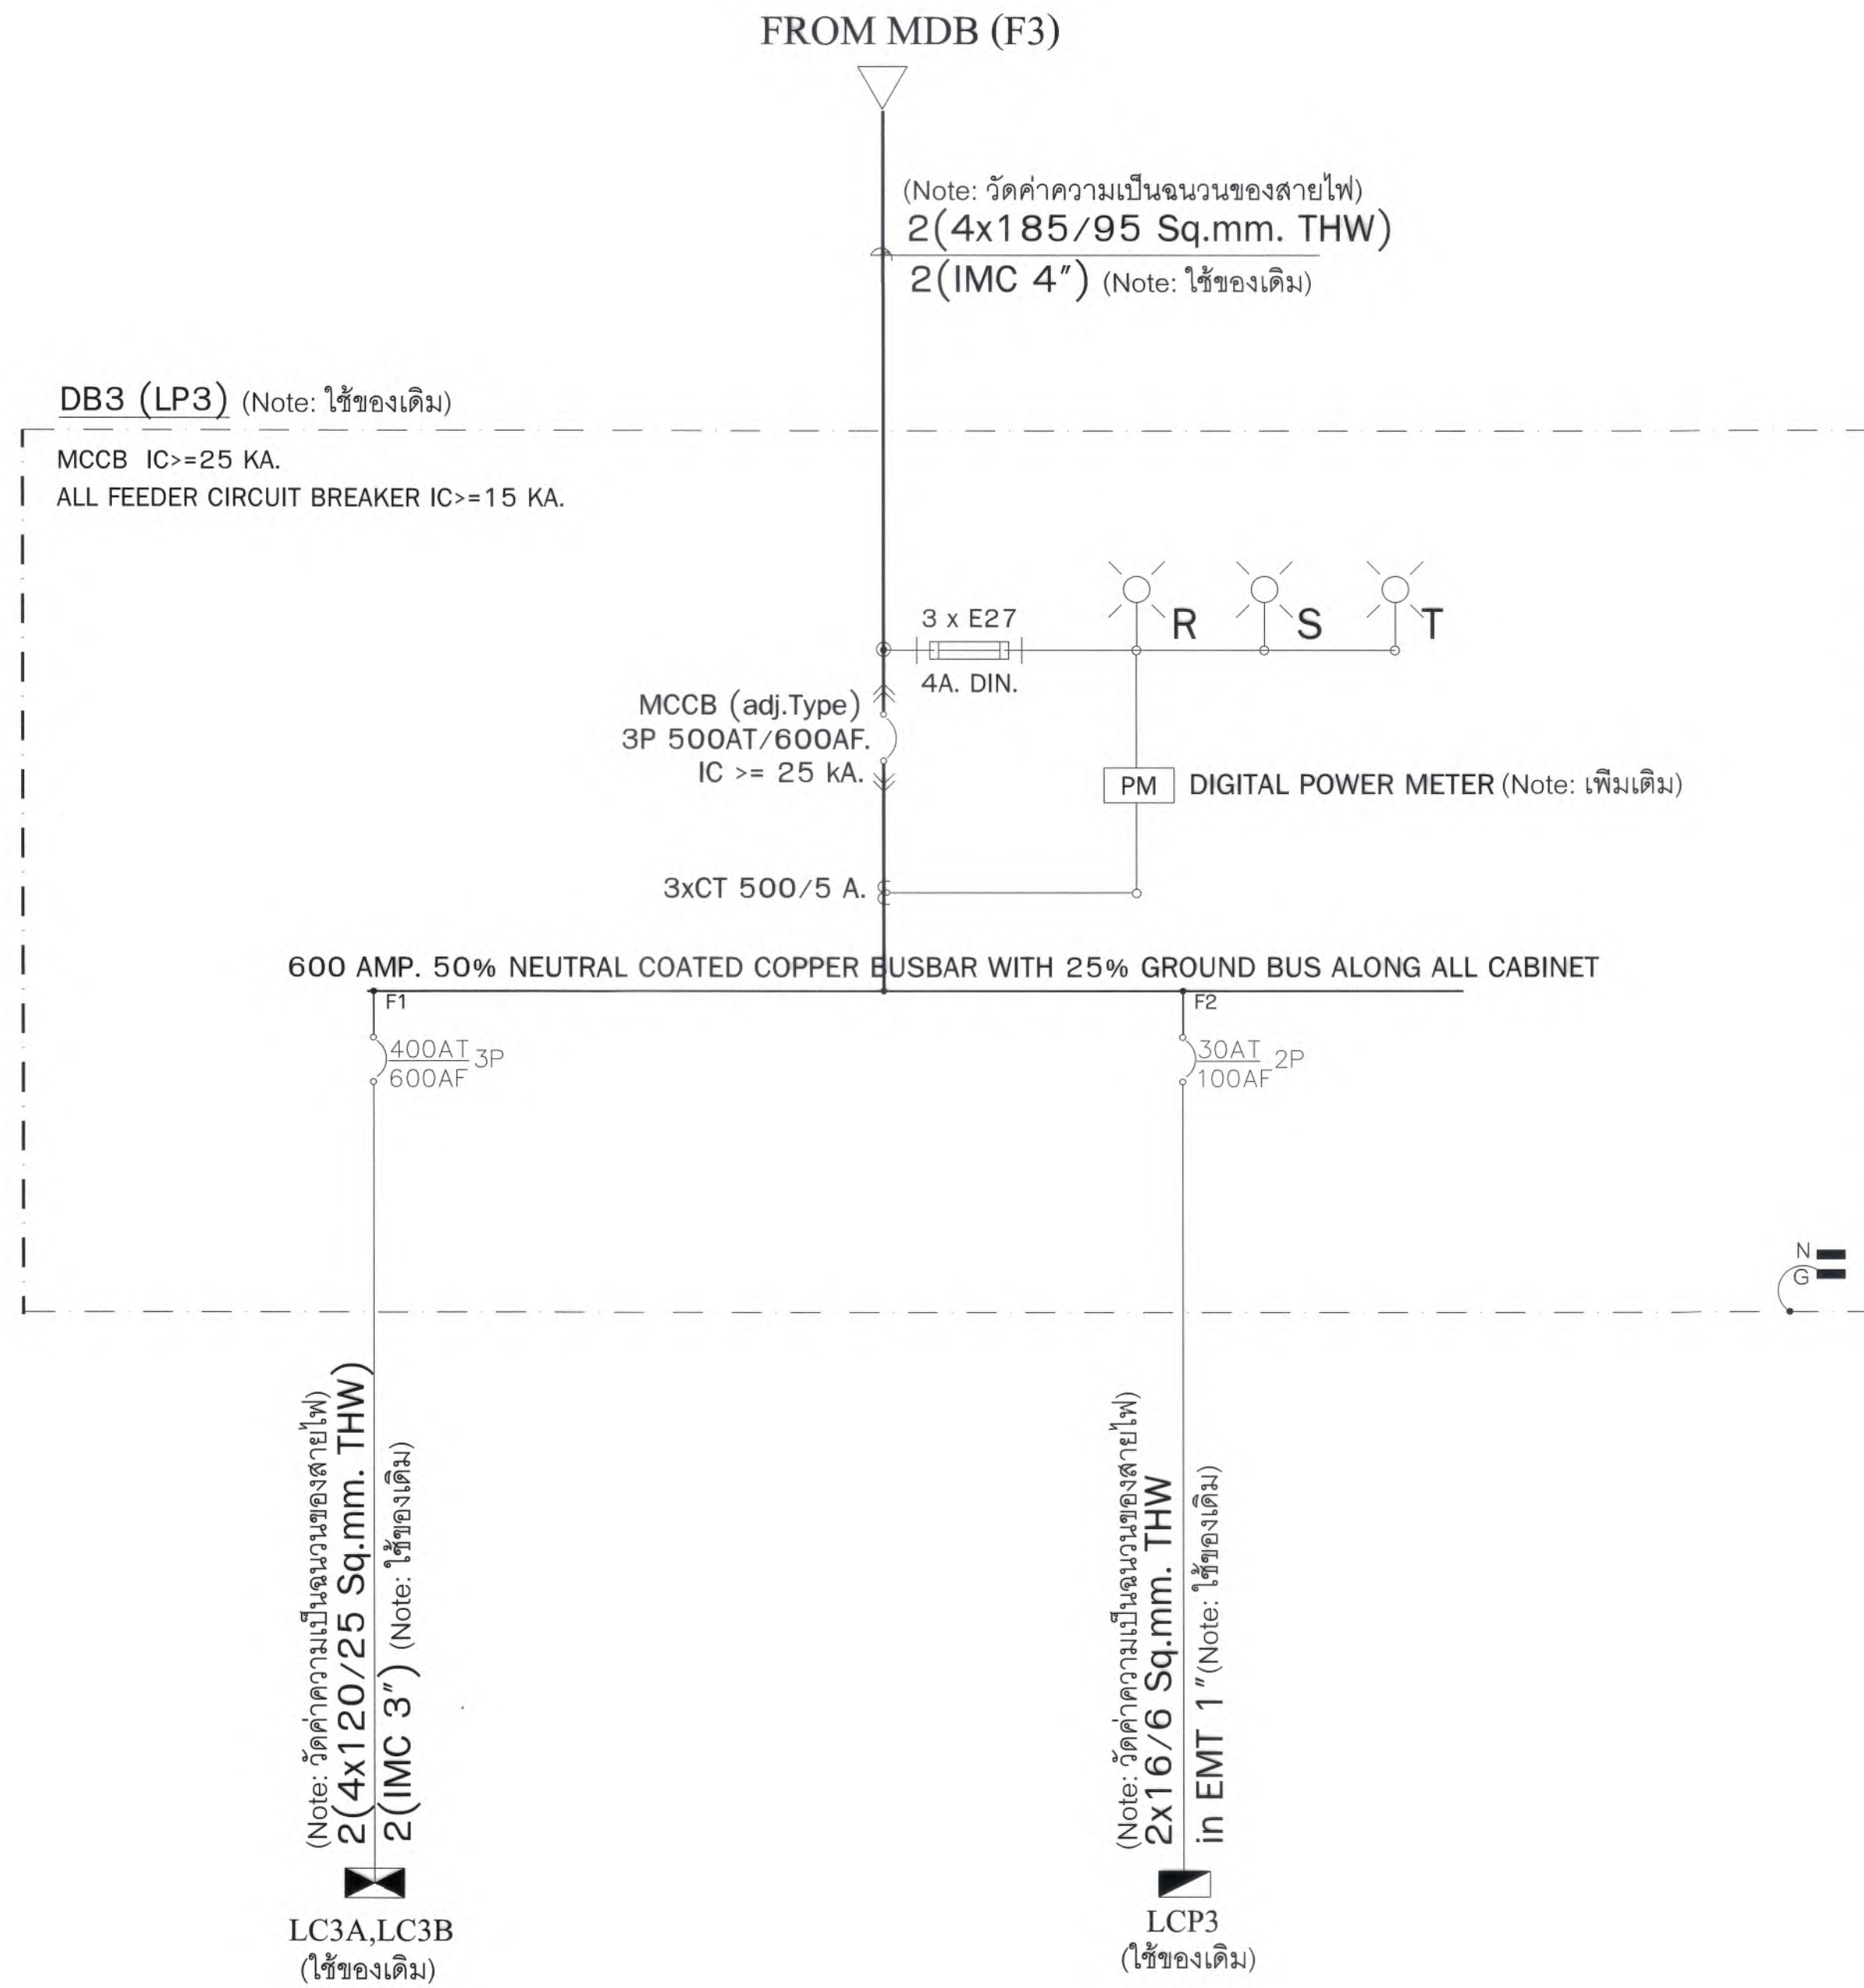 FROM MDB (F3)
(Note: วัดค่าความเป็นฉนวนของสายไฟ)
2(4x185/95 Sq.mm. THW)
2(IMC 4″) (Note: ใช้ของเดิม)
DB3 (LP3) (Note: ใช้ของเดิม)
MCCB IC>=25 KA.
ALL FEEDER CIRCUIT BREAKER IC>=15 KA.
3 x E27
4A. DIN.
R
S
T
MCCB (adj.Type)
3P 500AT/600AF.
IC >= 25 kA.
PM DIGITAL POWER METER (Note: เพิ่มเติม)
3xCT 500/5 A.
600 AMP. 50% NEUTRAL COATED COPPER BUSBAR WITH 25% GROUND BUS ALONG ALL CABINET
F1
400AT
600AF
3P
F2
30AT
100AF
2P
N
G
(Note: วัดค่าความเป็นฉนวนของสายไฟ)
2(4x120/25 Sq.mm. THW)
2(IMC 3″) (Note: ใช้ของเดิม)
LC3A,LC3B
(ใช้ของเดิม)
(Note: วัดค่าความเป็นฉนวนของสายไฟ)
2x16/6 Sq.mm. THW
in EMT 1″(Note: ใช้ของเดิม)
LCP3
(ใช้ของเดิม)